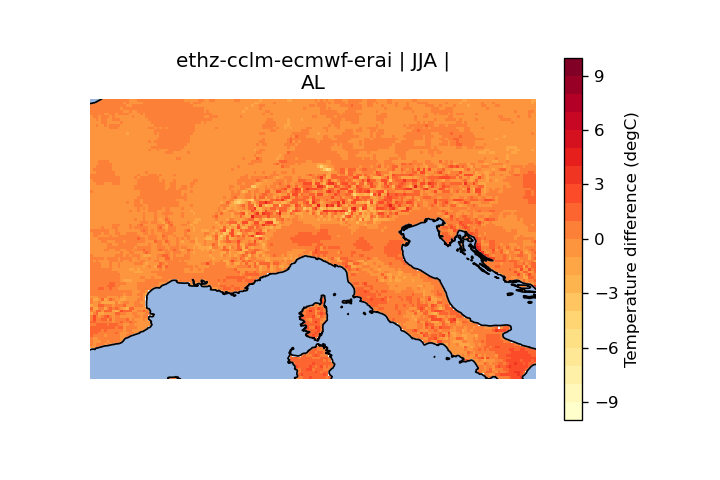 ethz-cclm-ecmwf-erai | JJA |
AL
9
6
3
0
−3
−6
−9
Temperature difference (degC)